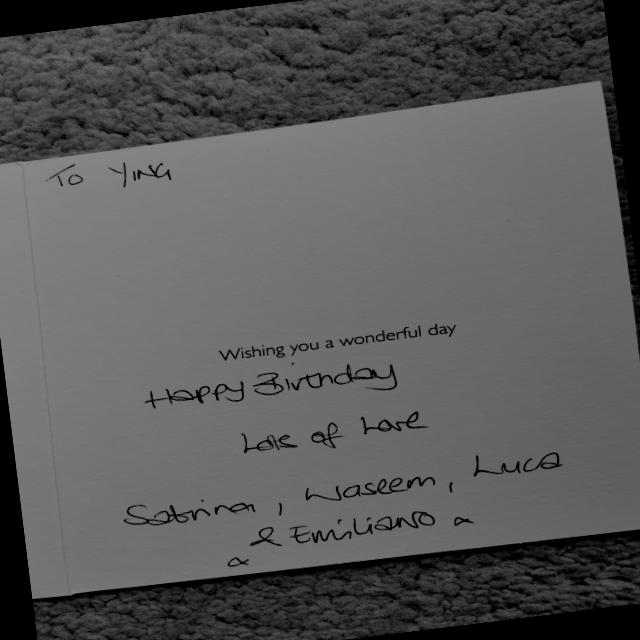 To YING
Wishing you a wonderful day
Happy Birthday
Lots of Love
Sabrina, Waseem, Luca
& Emiliano